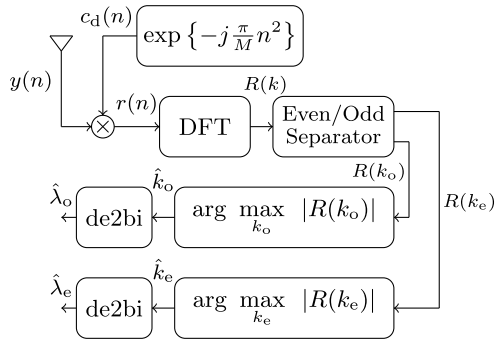 c_d(n)
exp {−j π/M n²}
y(n)
r(n)
R(k)
DFT
Even/Odd
Separator
R(k_o)
R(k_e)
λ̂_o
de2bi
k̂_o
arg max_{k_o} |R(k_o)|
λ̂_e
de2bi
k̂_e
arg max_{k_e} |R(k_e)|